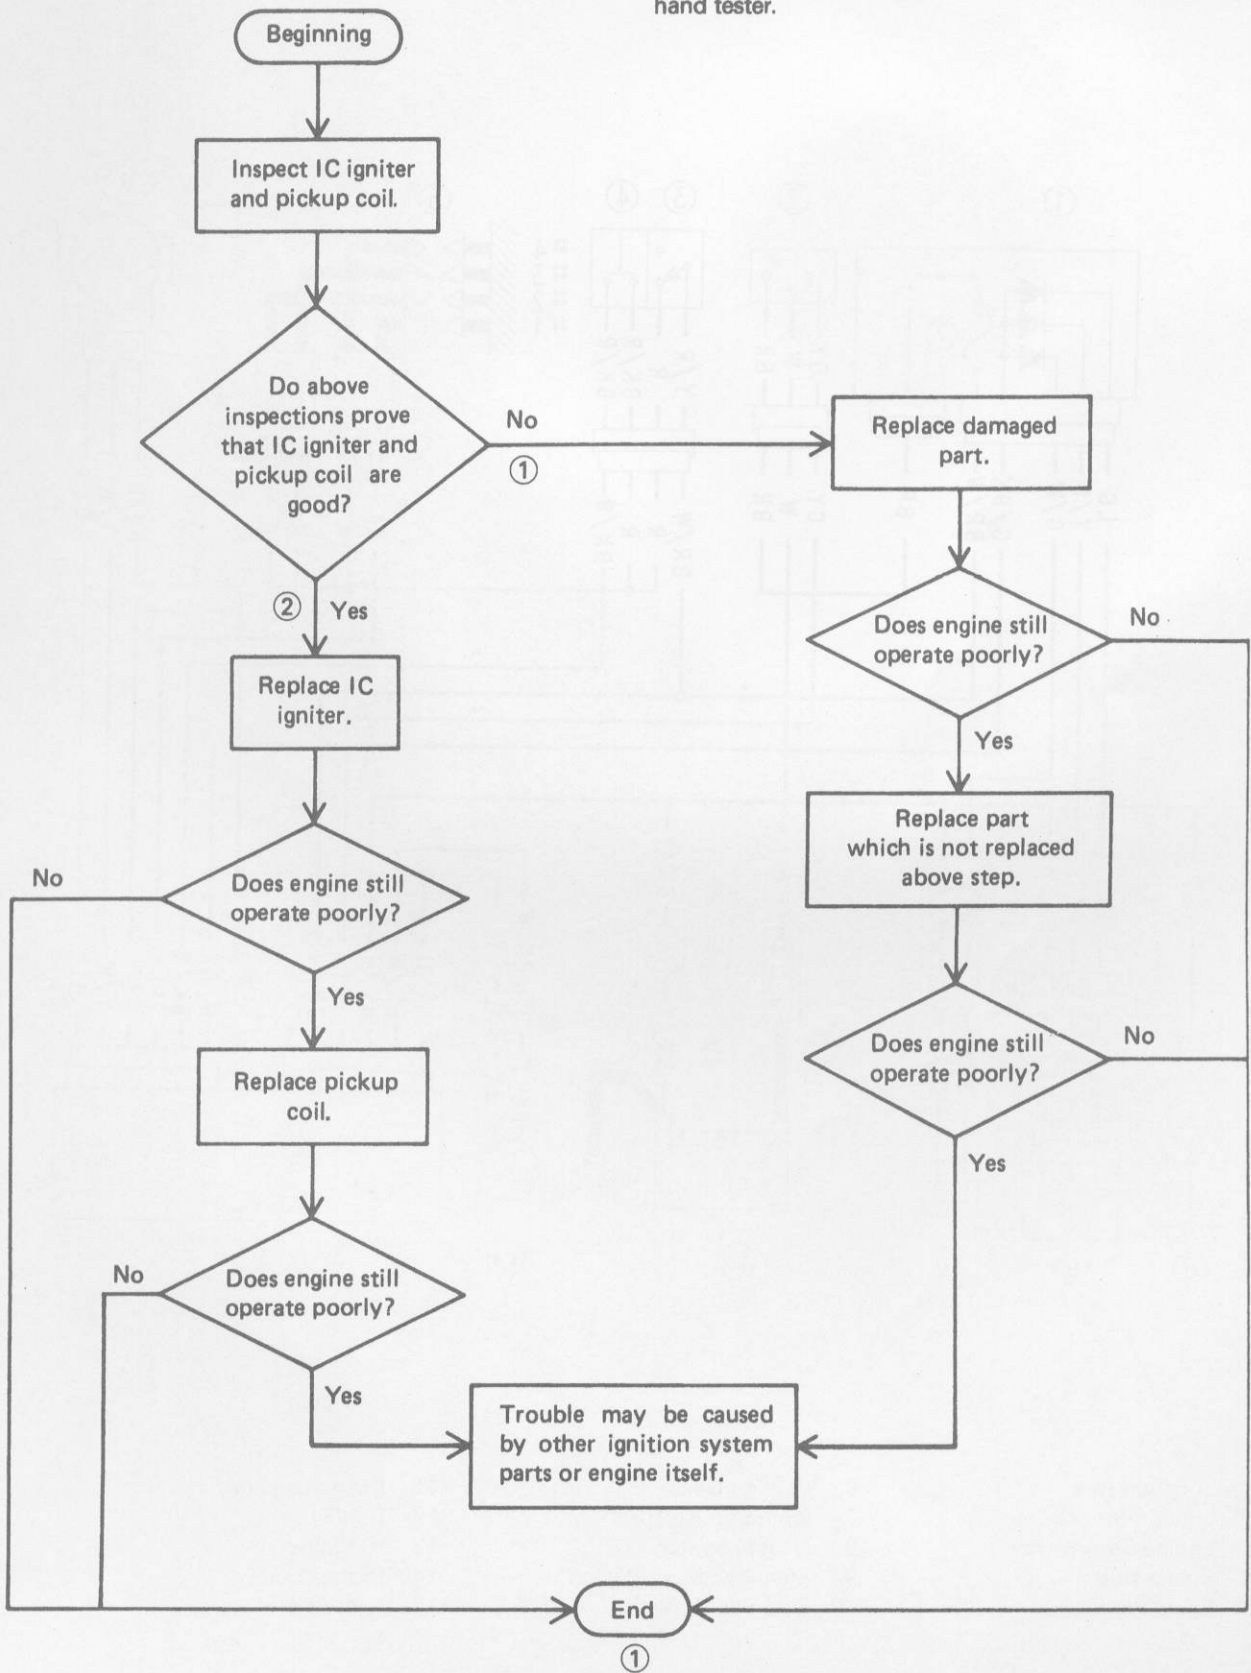 hand tester.
Beginning
Inspect IC igniter
and pickup coil.
Do above
inspections prove
that IC igniter and
pickup coil are
good?
No
①
Replace damaged
part.
②
Yes
Replace IC
igniter.
Does engine still
operate poorly?
No
Yes
Replace part
which is not replaced
above step.
Does engine still
operate poorly?
No
Yes
Replace pickup
coil.
Does engine still
operate poorly?
No
Yes
Does engine still
operate poorly?
No
Yes
Trouble may be caused
by other ignition system
parts or engine itself.
End
①